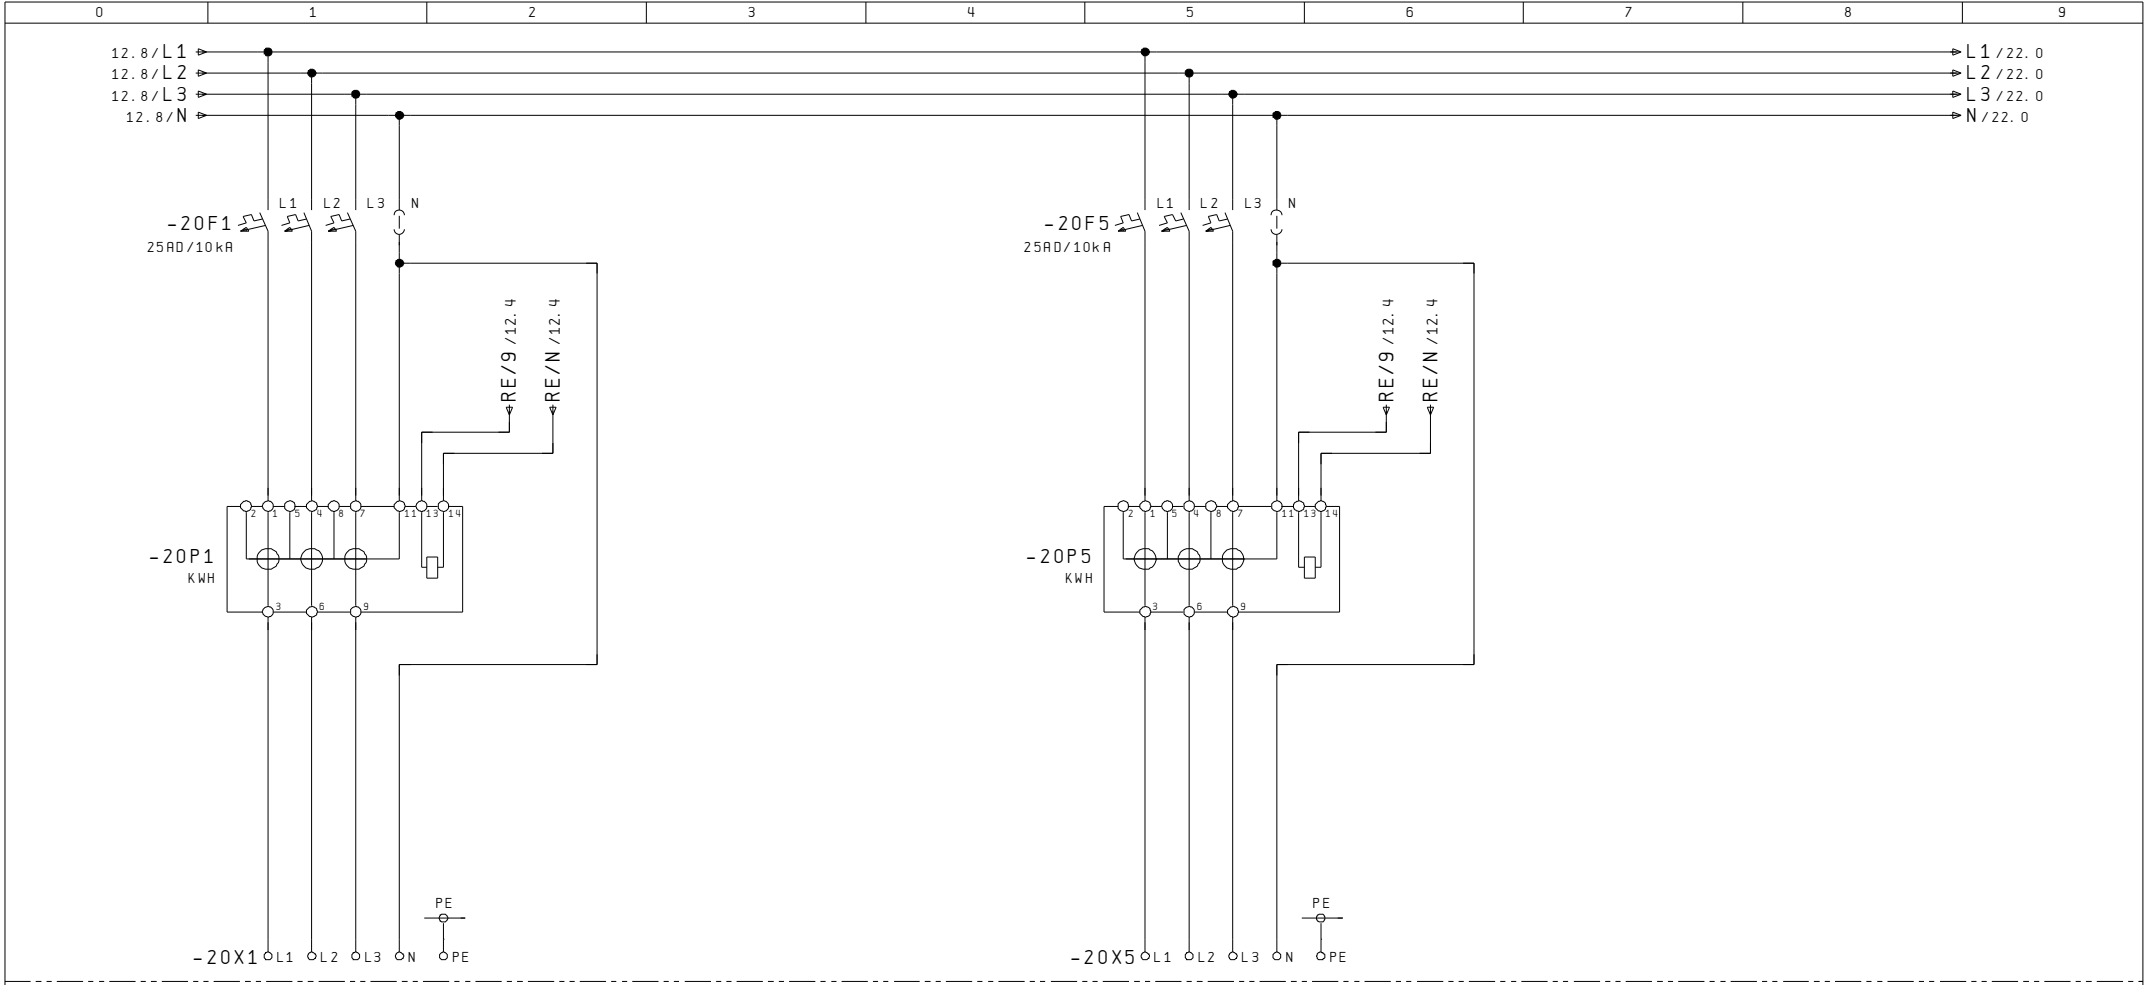 0 1 2 3 4 5 6 7 8 9
12.8/L1 L1/22.0
12.8/L2 L2/22.0
12.8/L3 L3/22.0
12.8/N N/22.0
L1 L2 L3 N L1 L2 L3 N
-20F1 -20F5
25AD/10kA 25AD/10kA
RE/9/12.4 RE/N/12.4 RE/9/12.4 RE/N/12.4
2 1 5 4 8 7 11 13 14 2 1 5 4 8 7 11 13 14
-20P1 -20P5
KWH KWH
3 6 9 3 6 9
PE PE
-20X1 L1 L2 L3 N PE -20X5 L1 L2 L3 N PE